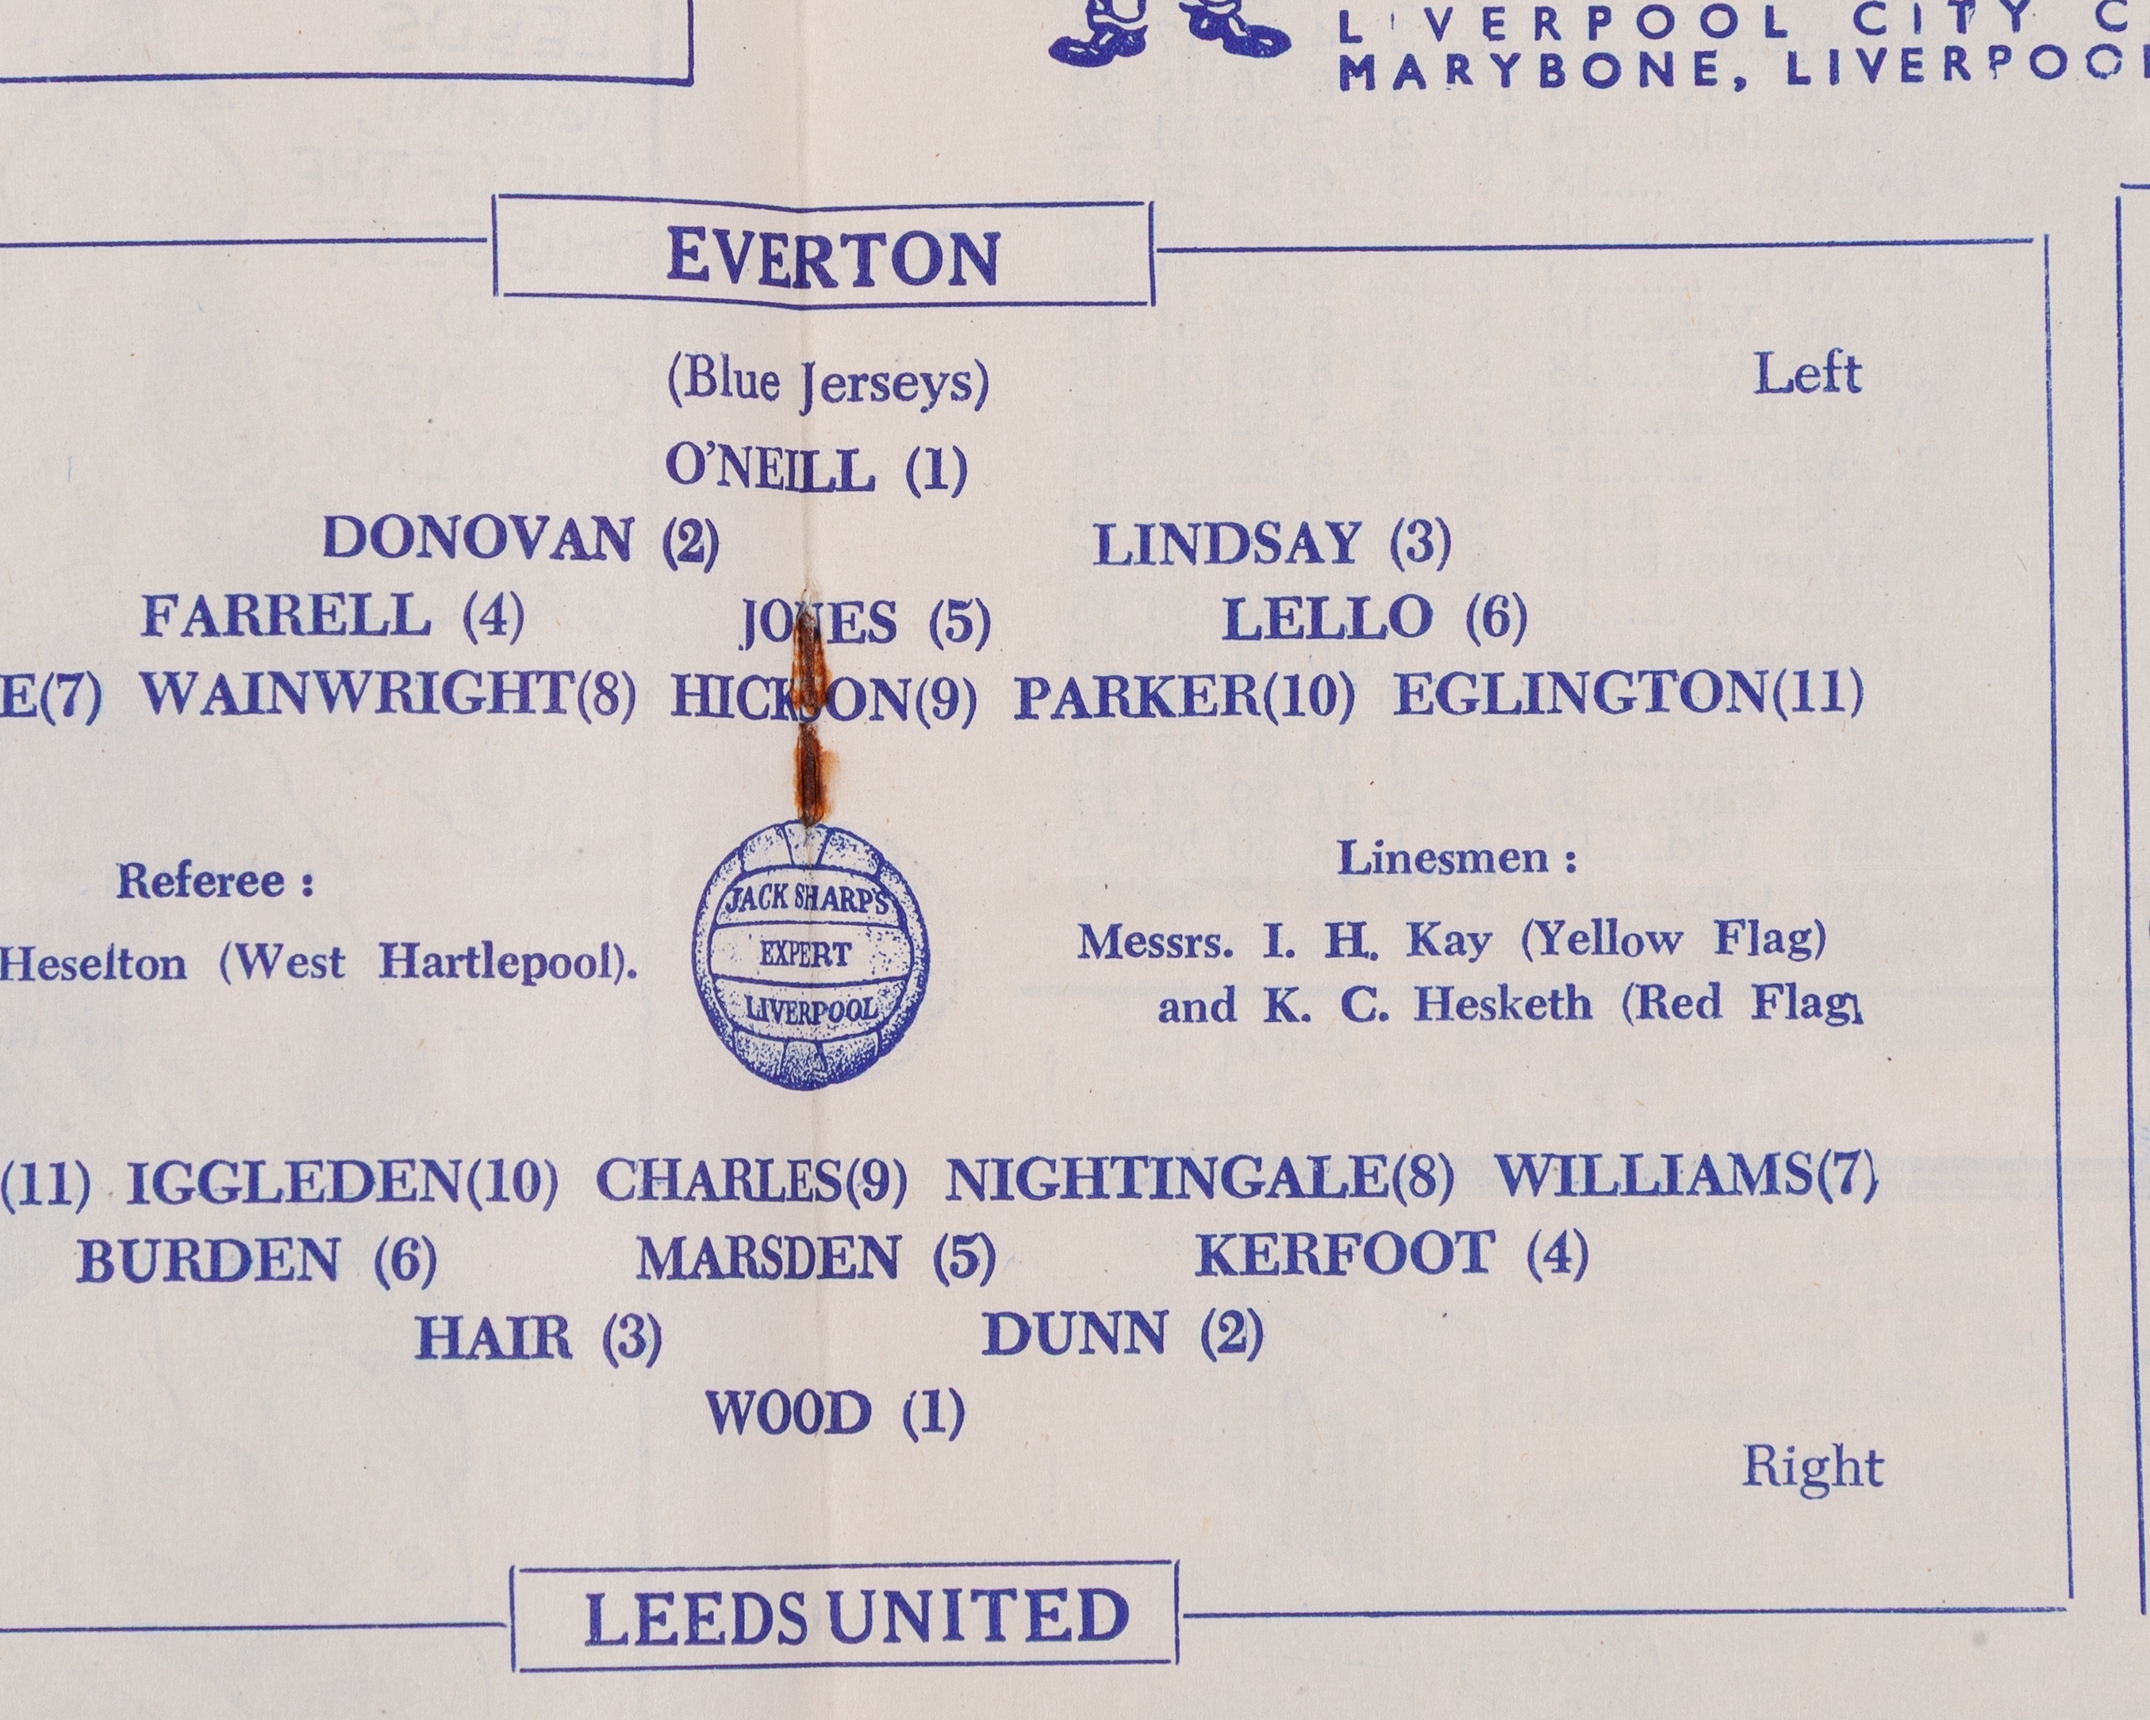 LIVERPOOL CITY C
MARYBONE, LIVERPOOL
EVERTON
(Blue Jerseys)
Left
O'NEILL (1)
DONOVAN (2) LINDSAY (3)
FARRELL (4) JONES (5) LELLO (6)
E(7) WAINWRIGHT(8) HICKSON(9) PARKER(10) EGLINGTON(11)
Referee :
Heselton (West Hartlepool).
JACK SHARP'S
EXPERT
LIVERPOOL
Linesmen :
Messrs. I. H. Kay (Yellow Flag)
and K. C. Hesketh (Red Flag)
(11) IGGLEDEN(10) CHARLES(9) NIGHTINGALE(8) WILLIAMS(7)
BURDEN (6) MARSDEN (5) KERFOOT (4)
HAIR (3) DUNN (2)
WOOD (1)
Right
LEEDS UNITED